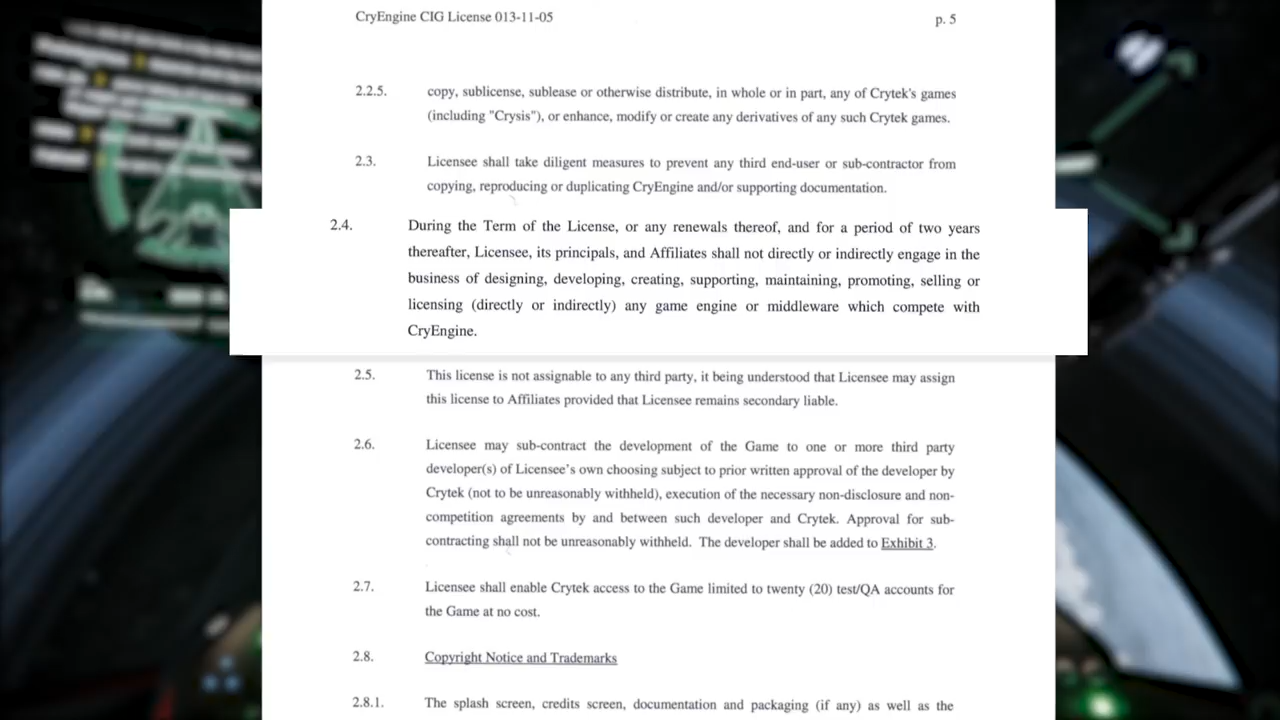 CryEngine CIG License 013-11-05
p. 5
2.2.5. copy, sublicense, sublease or otherwise distribute, in whole or in part, any of Crytek's games
(including "Crysis"), or enhance, modify or create any derivatives of any such Crytek games.
2.3. Licensee shall take diligent measures to prevent any third end-user or sub-contractor from
copying, reproducing or duplicating CryEngine and/or supporting documentation.
2.4. During the Term of the License, or any renewals thereof, and for a period of two years
thereafter, Licensee, its principals, and Affiliates shall not directly or indirectly engage in the
business of designing, developing, creating, supporting, maintaining, promoting, selling or
licensing (directly or indirectly) any game engine or middleware which compete with
CryEngine.
2.5. This license is not assignable to any third party, it being understood that Licensee may assign
this license to Affiliates provided that Licensee remains secondary liable.
2.6. Licensee may sub-contract the development of the Game to one or more third party
developer(s) of Licensee's own choosing subject to prior written approval of the developer by
Crytek (not to be unreasonably withheld), execution of the necessary non-disclosure and non-
competition agreements by and between such developer and Crytek. Approval for sub-
contracting shall not be unreasonably withheld. The developer shall be added to Exhibit 3.
2.7. Licensee shall enable Crytek access to the Game limited to twenty (20) test/QA accounts for
the Game at no cost.
2.8. Copyright Notice and Trademarks
2.8.1. The splash screen, credits screen, documentation and packaging (if any) as well as the